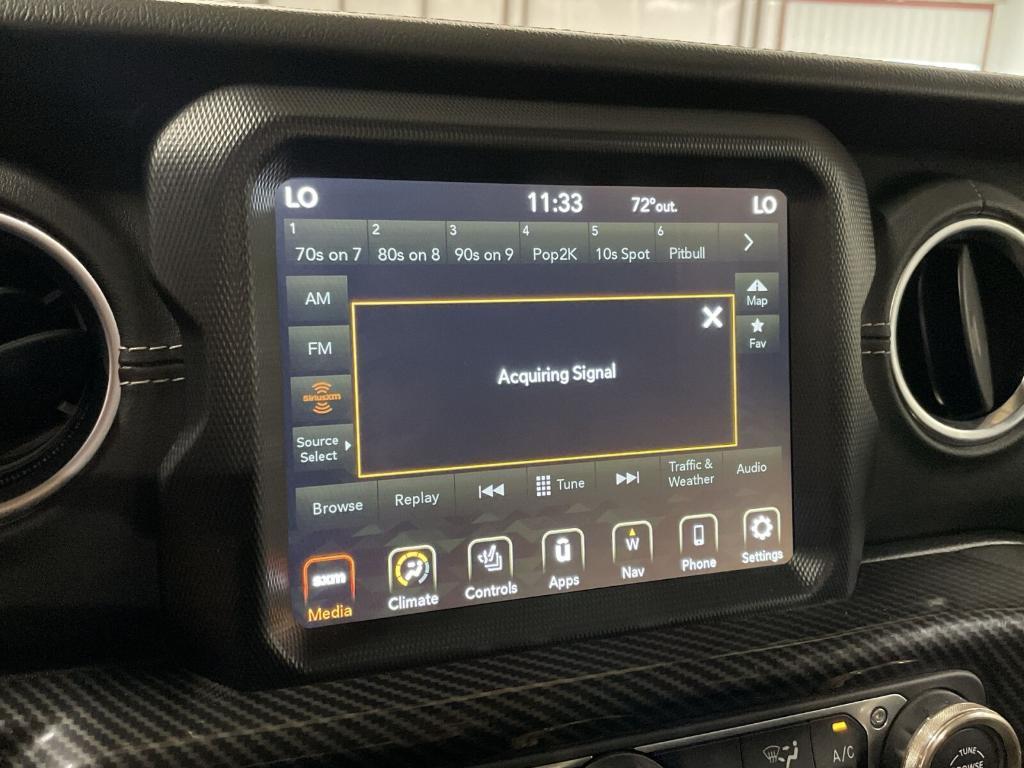 LO 11:33 72°out. LO
1 2 3 4 5 6
70s on 7 80s on 8 90s on 9 Pop2K 10s Spot Pitbull
AM
Map
FM
Fav
Acquiring Signal
SiriusXM
Source
Select
Browse Replay Tune Traffic &
Weather
Audio
sxm
Media
Climate
Controls
ū
Apps
W
Nav
Phone
Settings
A/C
TUNE
BROWSE